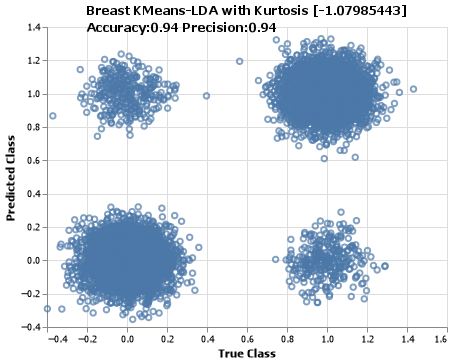 Breast KMeans-LDA with Kurtosis [-1.07985443]
Accuracy:0.94 Precision:0.94
1.4
1.2
1.0
0.8
0.6
0.4
0.2
0.0
−0.2
−0.4
Predicted Class
−0.4 −0.2 0.0 0.2 0.4 0.6 0.8 1.0 1.2 1.4 1.6
True Class